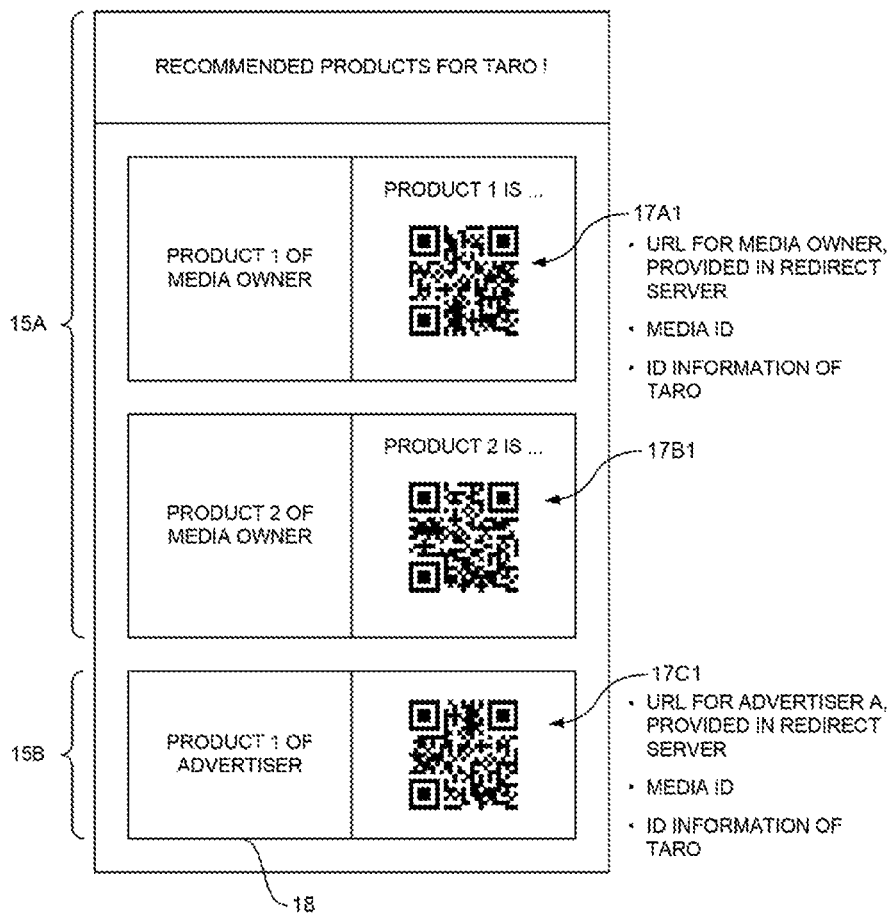 RECOMMENDED PRODUCTS FOR TARO !
15A
PRODUCT 1 OF
MEDIA OWNER
PRODUCT 1 IS ...
17A1
• URL FOR MEDIA OWNER,
PROVIDED IN REDIRECT
SERVER
• MEDIA ID
• ID INFORMATION OF
TARO
PRODUCT 2 OF
MEDIA OWNER
PRODUCT 2 IS ...
17B1
15B
PRODUCT 1 OF
ADVERTISER
17C1
• URL FOR ADVERTISER A,
PROVIDED IN REDIRECT
SERVER
• MEDIA ID
• ID INFORMATION OF
TARO
18